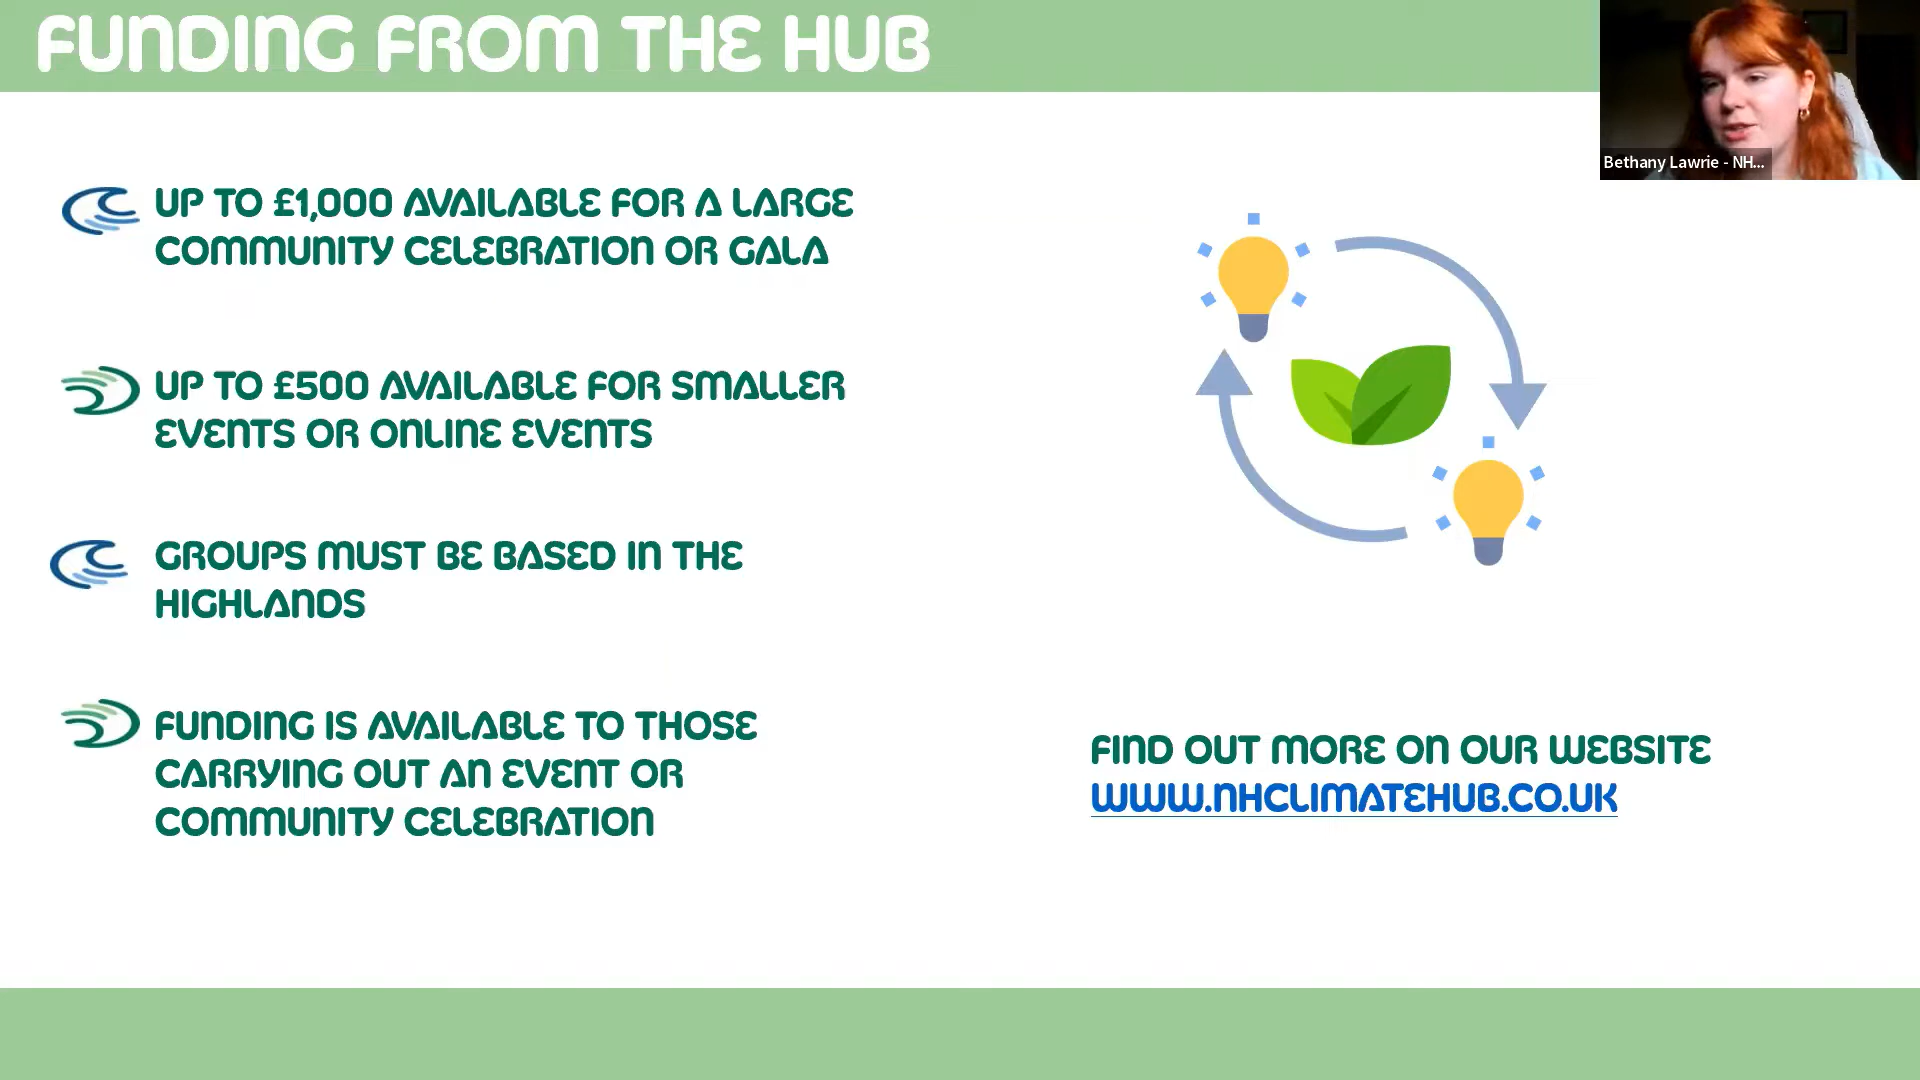 FUNDING FROM THE HUB
UP TO £1,000 AVAILABLE FOR A LARGE
COMMUNITY CELEBRATION OR GALA
UP TO £500 AVAILABLE FOR SMALLER
EVENTS OR ONLINE EVENTS
GROUPS MUST BE BASED IN THE
HIGHLANDS
FUNDING IS AVAILABLE TO THOSE
CARRYING OUT AN EVENT OR
COMMUNITY CELEBRATION
FIND OUT MORE ON OUR WEBSITE
WWW.NHCLIMATEHUB.CO.UK
Bethany Lawrie - NH...